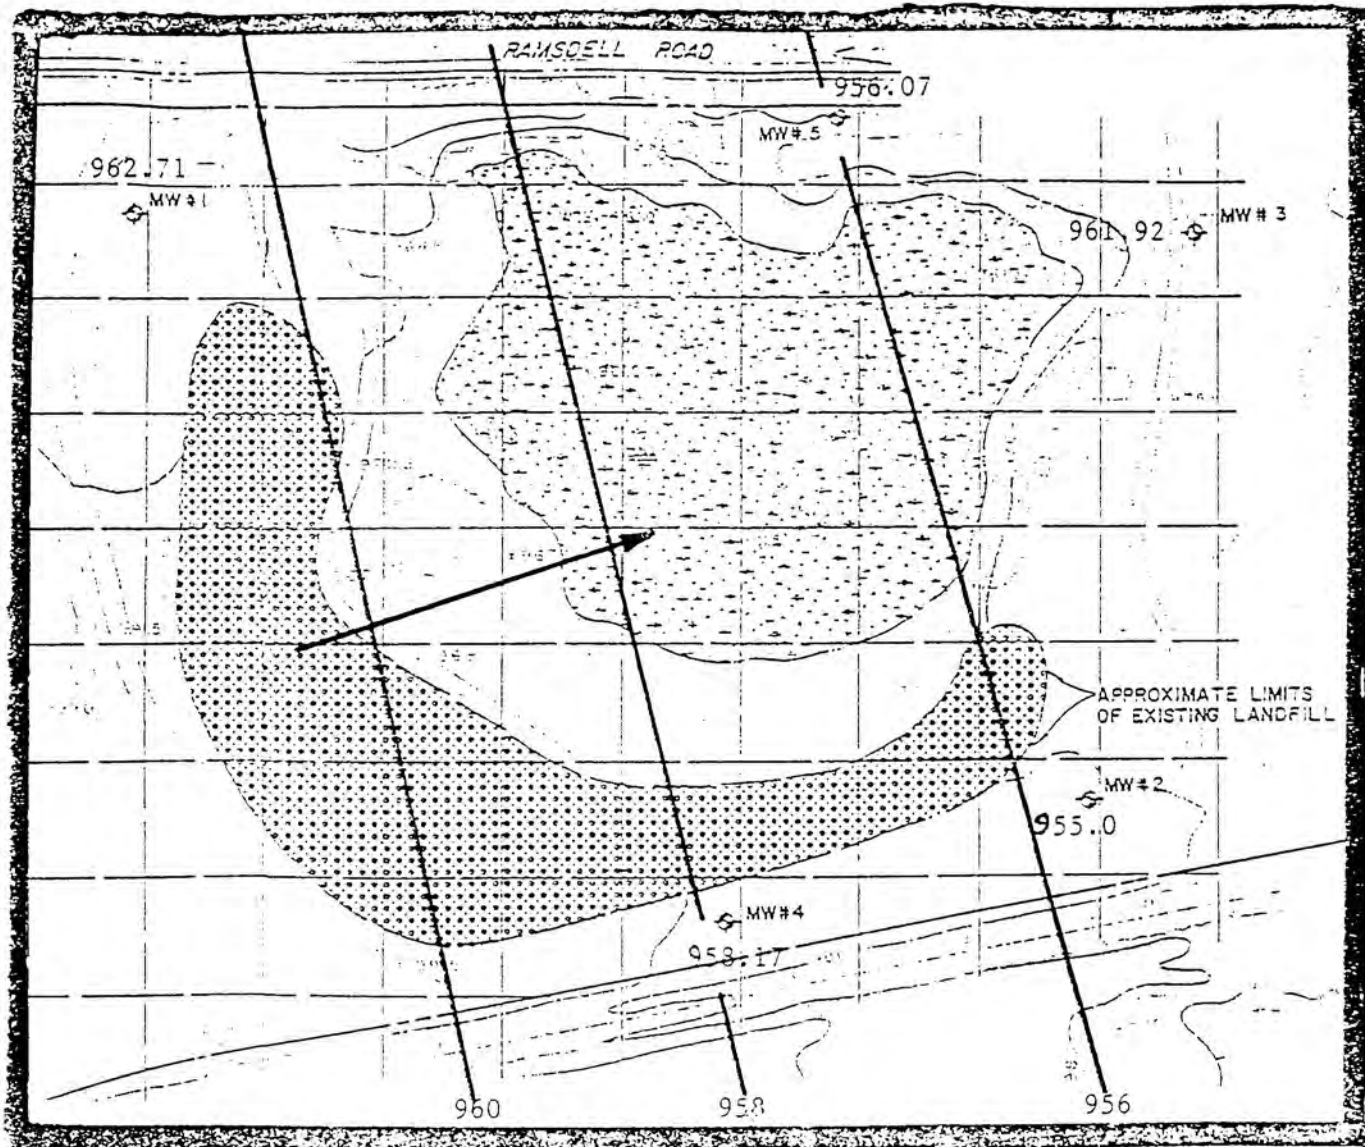 RAMSDELL ROAD
956.07
MW#5
962.71
MW#1
MW#3
961.92
APPROXIMATE LIMITS
OF EXISTING LANDFILL
MW#2
955.0
MW#4
958.17
960
958
956